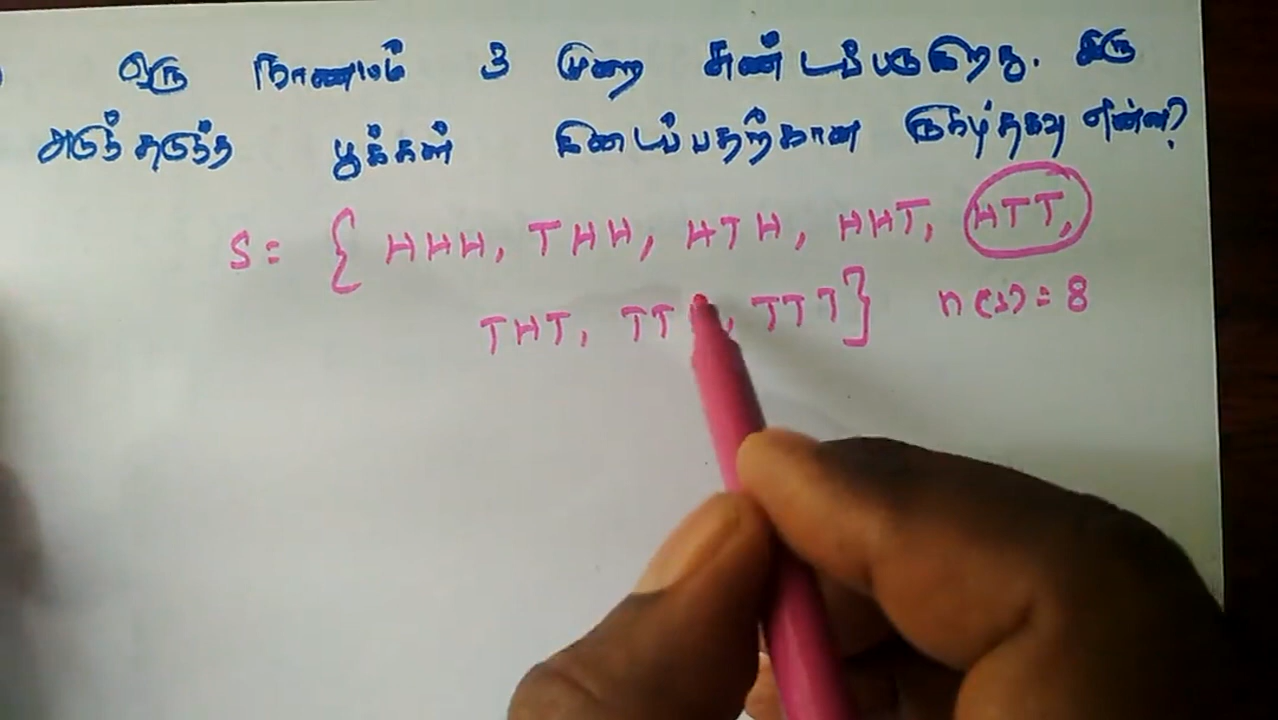 ஒரு நாணயம் 3 முறை சுண்டப்படுகிறது. இரு
அடுத்தடுத்த பூக்கள் கிடைப்பதற்கான நிகழ்தகவு என்ன?
S = { HHH, THH, HTH, HHT, HTT,
THT, TT , TTT} n(s) = 8